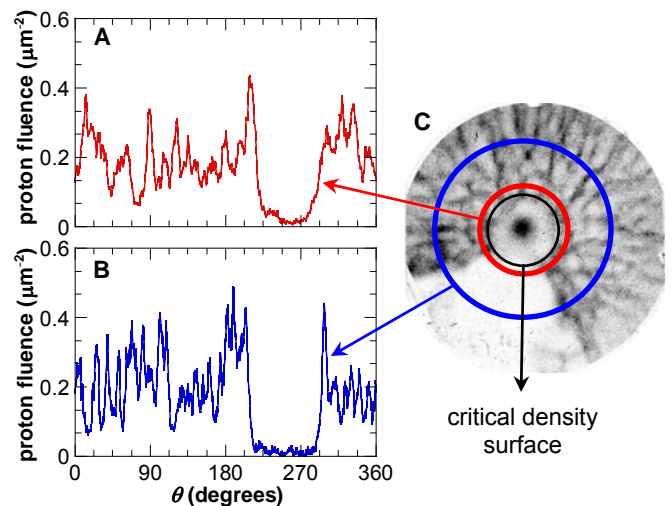 A
proton fluence (µm⁻²)
0.6
0.4
0.2
0
B
proton fluence (µm⁻²)
0.6
0.4
0.2
0
0 90 180 270 360
θ (degrees)
C
critical density
surface